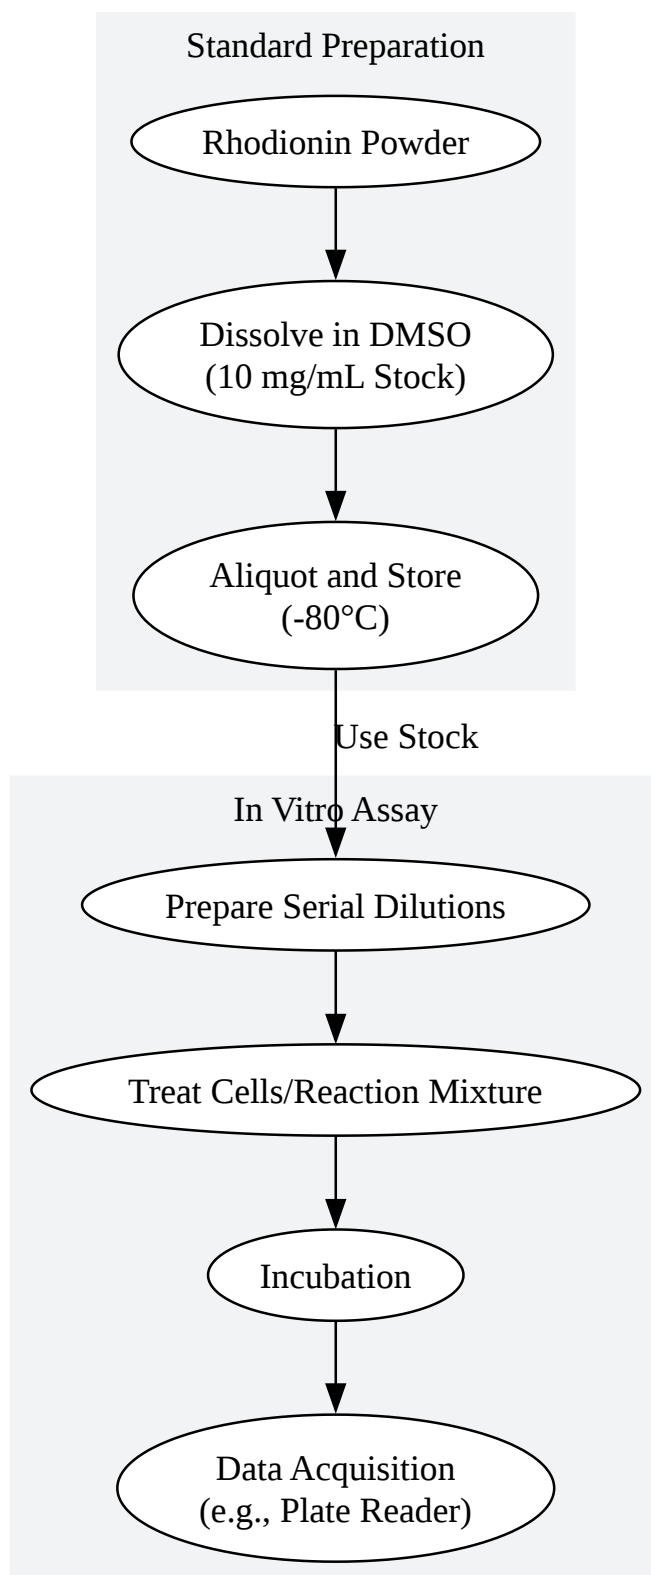 Standard Preparation
Rhodionin Powder
Dissolve in DMSO
(10 mg/mL Stock)
Aliquot and Store
(-80°C)
Use Stock
In Vitro Assay
Prepare Serial Dilutions
Treat Cells/Reaction Mixture
Incubation
Data Acquisition
(e.g., Plate Reader)